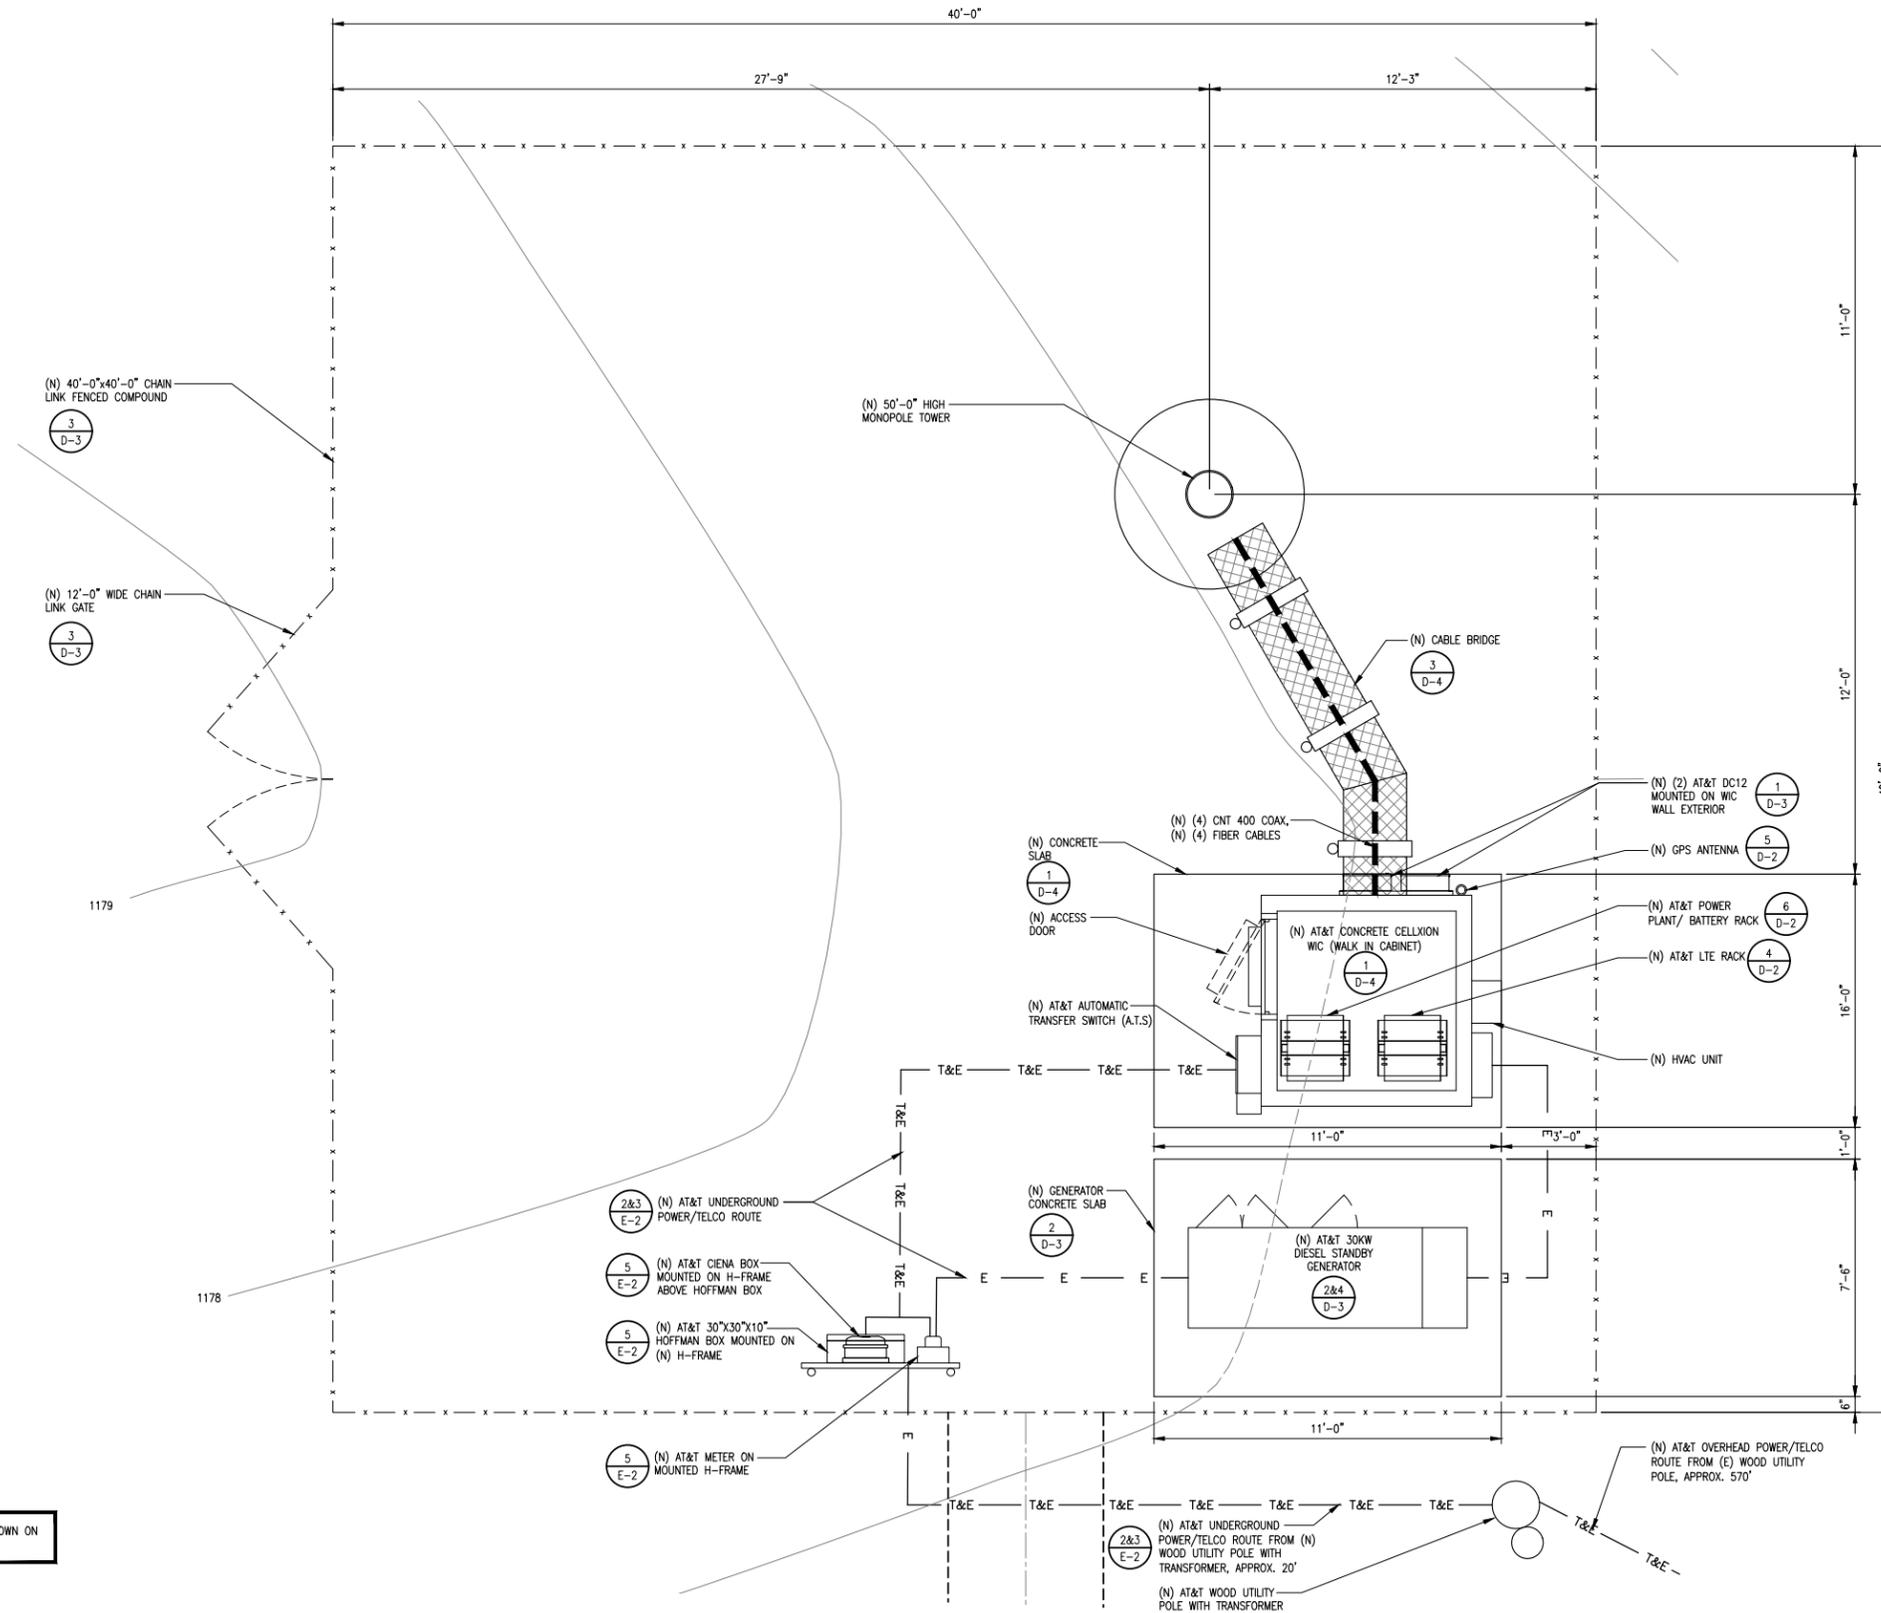 40'-0"
27'-9"
12'-3"
11'-0"
(N) 40'-0"x40'-0" CHAIN
LINK FENCED COMPOUND
3
D-3
(N) 50'-0" HIGH
MONOPOLE TOWER
(N) 12'-0" WIDE CHAIN
LINK GATE
3
D-3
(N) CABLE BRIDGE
3
D-4
12'-0"
(N) (2) AT&T DC12
MOUNTED ON WIC
WALL EXTERIOR
1
D-3
(N) (4) CNT 400 COAX,
(N) (4) FIBER CABLES
(N) CONCRETE
SLAB
1
D-4
(N) GPS ANTENNA
5
D-2
1179
(N) ACCESS
DOOR
(N) AT&T POWER
PLANT/ BATTERY RACK
6
D-2
(N) AT&T CONCRETE CELLXION
WIC (WALK IN CABINET)
1
D-4
(N) AT&T LTE RACK
4
D-2
(N) AT&T AUTOMATIC
TRANSFER SWITCH (A.T.S)
16'-0"
(N) HVAC UNIT
T&E T&E T&E T&E
T&E
11'-0"
E
3'-0"
1'-0"
2&3
E-2
(N) AT&T UNDERGROUND
POWER/TELCO ROUTE
T&E
(N) GENERATOR
CONCRETE SLAB
2
D-3
E
(N) AT&T 30KW
DIESEL STANDBY
GENERATOR
2&4
D-3
5
E-2
(N) AT&T CIENA BOX
MOUNTED ON H-FRAME
ABOVE HOFFMAN BOX
T&E
E E E
E
7'-6"
1178
5
E-2
(N) AT&T 30"X30"X10"
HOFFMAN BOX MOUNTED ON
(N) H-FRAME
6"
11'-0"
E
5
E-2
(N) AT&T METER ON
MOUNTED H-FRAME
(N) AT&T OVERHEAD POWER/TELCO
ROUTE FROM (E) WOOD UTILITY
POLE, APPROX. 570'
T&E T&E T&E T&E T&E T&E T&E
T&E
T&E
OWN ON
2&3
E-2
(N) AT&T UNDERGROUND
POWER/TELCO ROUTE FROM (N)
WOOD UTILITY POLE WITH
TRANSFORMER, APPROX. 20'
(N) AT&T WOOD UTILITY
POLE WITH TRANSFORMER